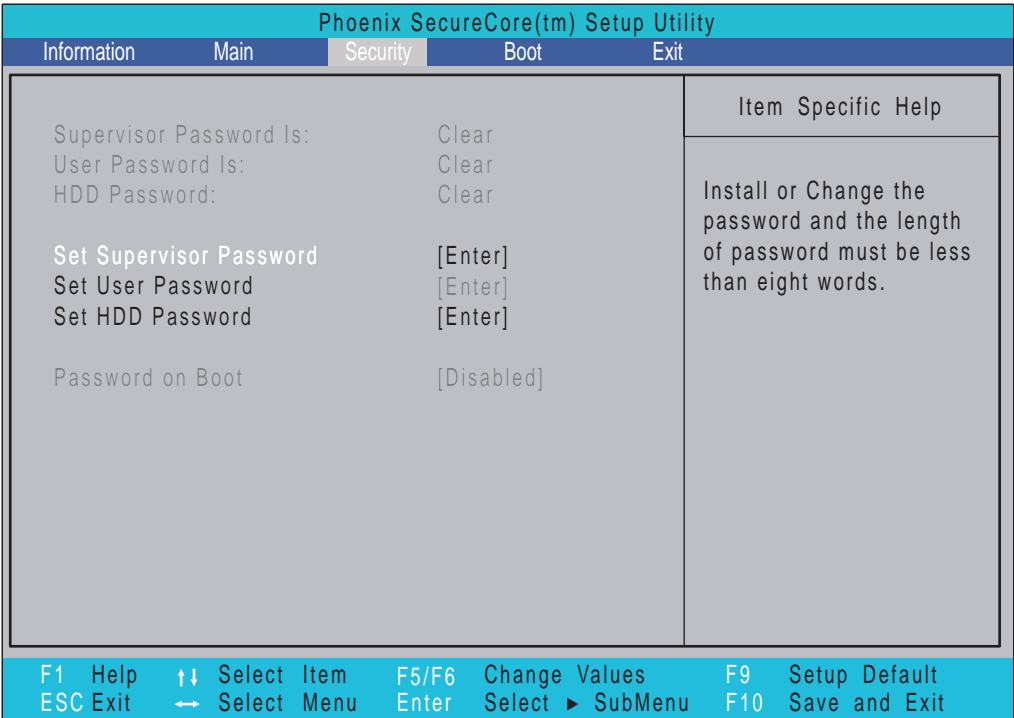 Phoenix SecureCore(tm) Setup Utility
Information Main Security Boot Exit
Item Specific Help
Supervisor Password Is: Clear
User Password Is: Clear
HDD Password: Clear
Set Supervisor Password [Enter]
Set User Password [Enter]
Set HDD Password [Enter]
Password on Boot [Disabled]
Install or Change the
password and the length
of password must be less
than eight words.
F1 Help ↑↓ Select Item F5/F6 Change Values F9 Setup Default
ESC Exit ↔ Select Menu Enter Select ► SubMenu F10 Save and Exit